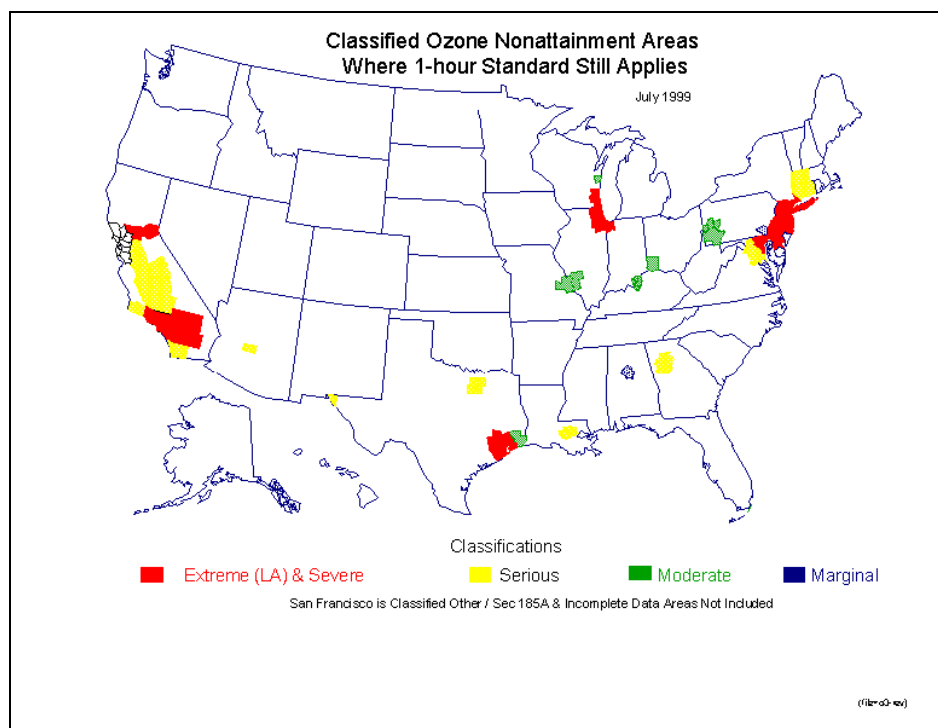 Classified Ozone Nonattainment Areas
Where 1-hour Standard Still Applies
July 1999
Classifications
Extreme (LA) & Severe
Serious
Moderate
Marginal
San Francisco is Classified Other / Sec 185A & Incomplete Data Areas Not Included